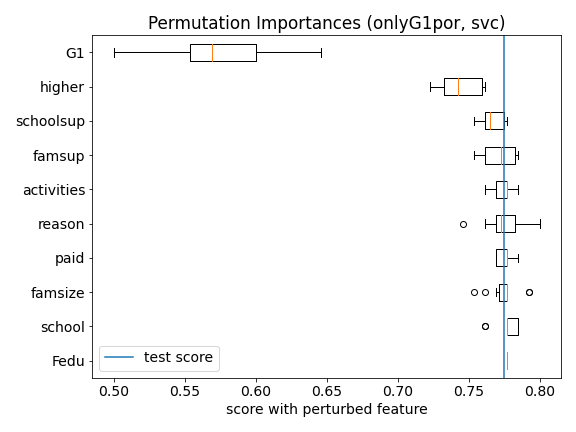 Permutation Importances (onlyG1por, svc)
G1
higher
schoolsup
famsup
activities
reason
paid
famsize
school
Fedu
test score
0.50 0.55 0.60 0.65 0.70 0.75 0.80
score with perturbed feature